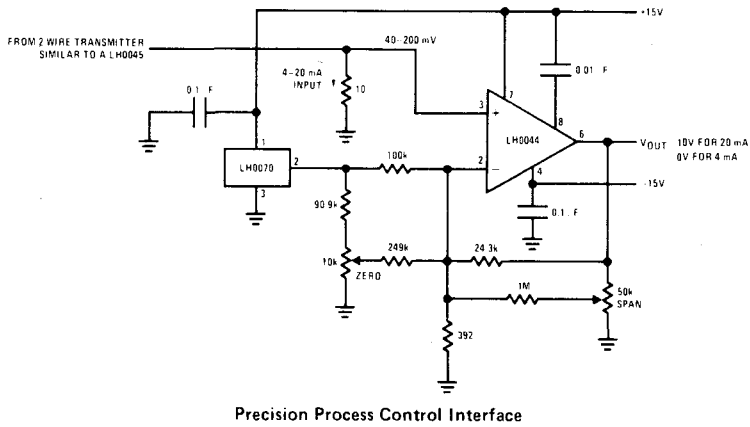 +15V
FROM 2 WIRE TRANSMITTER
SIMILAR TO A LH0045
40-200 mV
4-20 mA
INPUT
10
0.1 F
0.01 F
7
8
3
+
LH0044
6
VOUT 10V FOR 20 mA
0V FOR 4 mA
1
LH0070
2
3
100k
2
−
4
-15V
0.1 F
90.9k
10k
ZERO
249k
24.3k
1M
50k
SPAN
392
Precision Process Control Interface